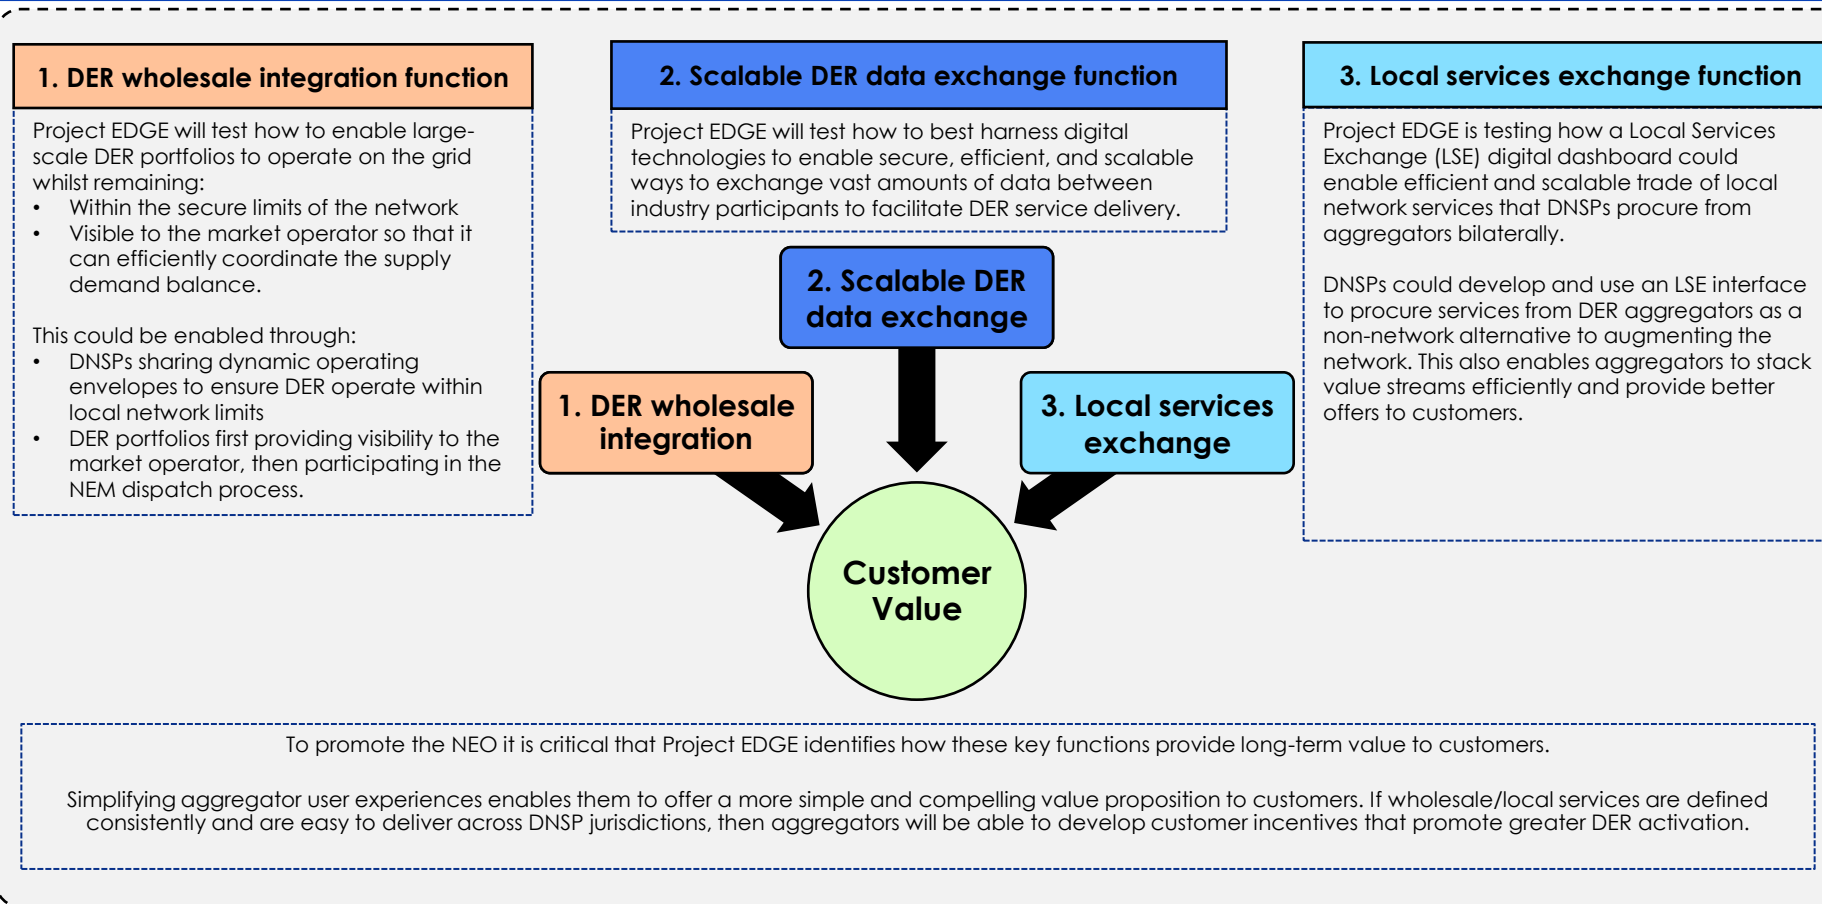 1. DER wholesale integration function
Project EDGE will test how to enable large-
scale DER portfolios to operate on the grid
whilst remaining:
• Within the secure limits of the network
• Visible to the market operator so that it
can efficiently coordinate the supply
demand balance.
This could be enabled through:
• DNSPs sharing dynamic operating
envelopes to ensure DER operate within
local network limits
• DER portfolios first providing visibility to the
market operator, then participating in the
NEM dispatch process.
2. Scalable DER data exchange function
Project EDGE will test how to best harness digital
technologies to enable secure, efficient, and scalable
ways to exchange vast amounts of data between
industry participants to facilitate DER service delivery.
3. Local services exchange function
Project EDGE is testing how a Local Services
Exchange (LSE) digital dashboard could
enable efficient and scalable trade of local
network services that DNSPs procure from
aggregators bilaterally.
DNSPs could develop and use an LSE interface
to procure services from DER aggregators as a
non-network alternative to augmenting the
network. This also enables aggregators to stack
value streams efficiently and provide better
offers to customers.
2. Scalable DER
data exchange
1. DER wholesale
integration
3. Local services
exchange
Customer
Value
To promote the NEO it is critical that Project EDGE identifies how these key functions provide long-term value to customers.
Simplifying aggregator user experiences enables them to offer a more simple and compelling value proposition to customers. If wholesale/local services are defined
consistently and are easy to deliver across DNSP jurisdictions, then aggregators will be able to develop customer incentives that promote greater DER activation.